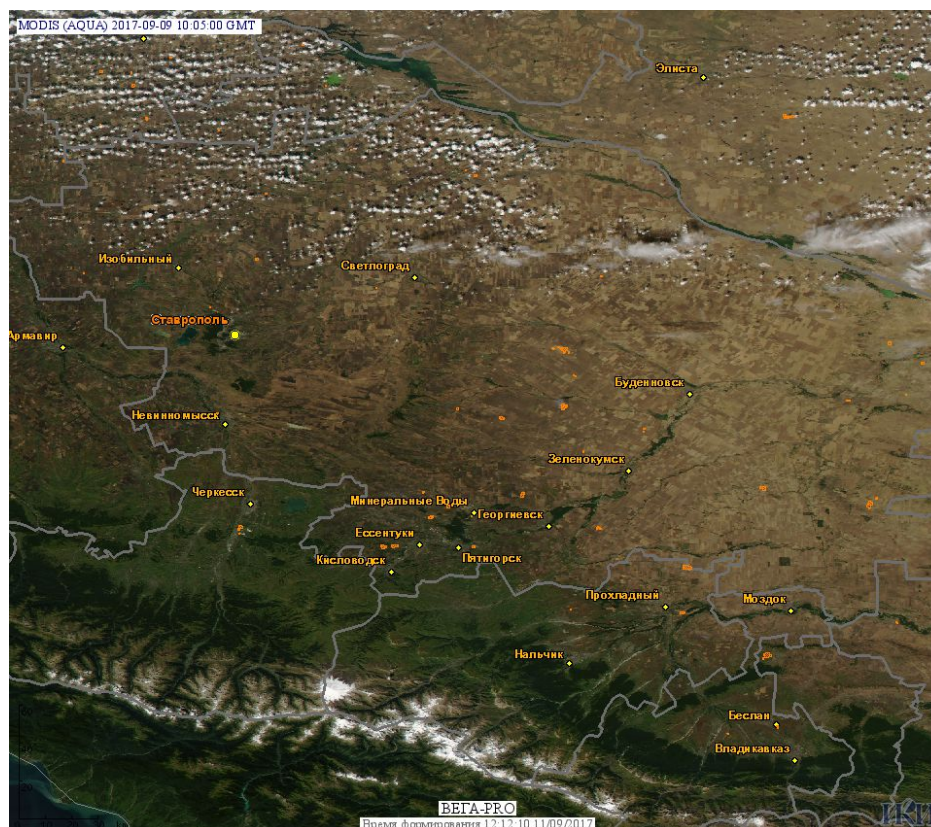 MODIS (AQUA) 2017-09-09 10:05:00 GMT
Элиста
Изобильный
Светлоград
Ставрополь
Армавир
Буденновск
Невинномысск
Зеленокумск
Черкесск
Минеральные Воды
Георгиевск
Ессентуки
Кисловодск
Пятигорск
Прохладный
Моздок
Нальчик
Беслан
Владикавказ
ВЕГА-PRO
ИКИ
Время формирования 12:12:10 11/09/2017